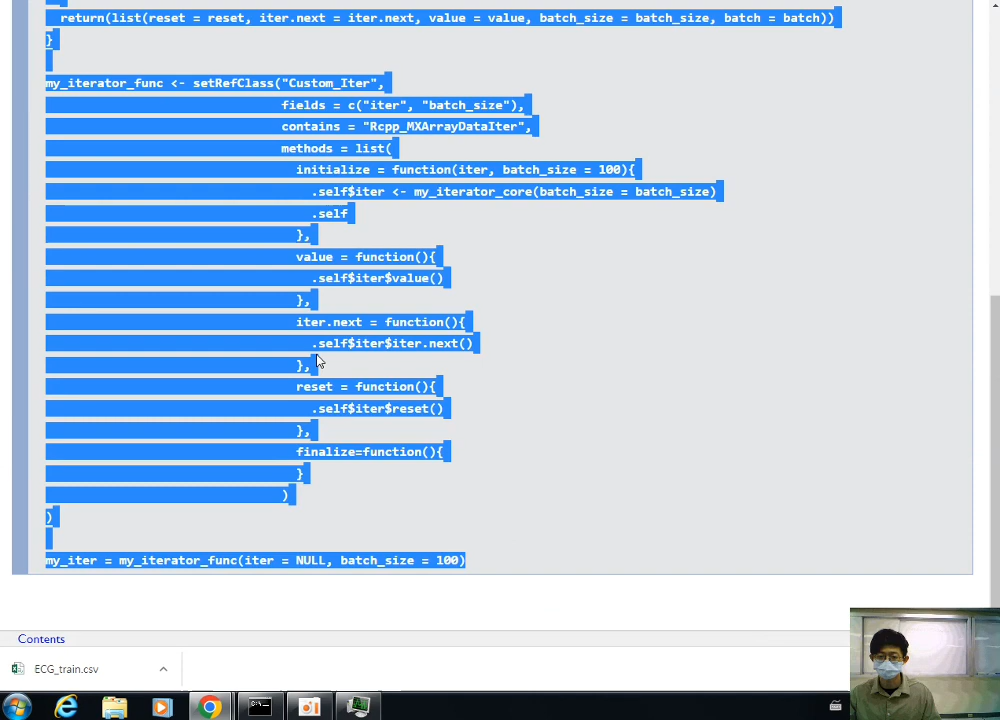 return(list(reset = reset, iter.next = iter.next, value = value, batch_size = batch_size, batch = batch))
}
my_iterator_func <- setRefClass("Custom_Iter",
fields = c("iter", "batch_size"),
contains = "Rcpp_MXArrayDataIter",
methods = list(
initialize = function(iter, batch_size = 100){
.self$iter <- my_iterator_core(batch_size = batch_size)
.self
},
value = function(){
.self$iter$value()
},
iter.next = function(){
.self$iter$iter.next()
},
reset = function(){
.self$iter$reset()
},
finalize=function(){
}
)
)
my_iter = my_iterator_func(iter = NULL, batch_size = 100)
Contents
ECG_train.csv